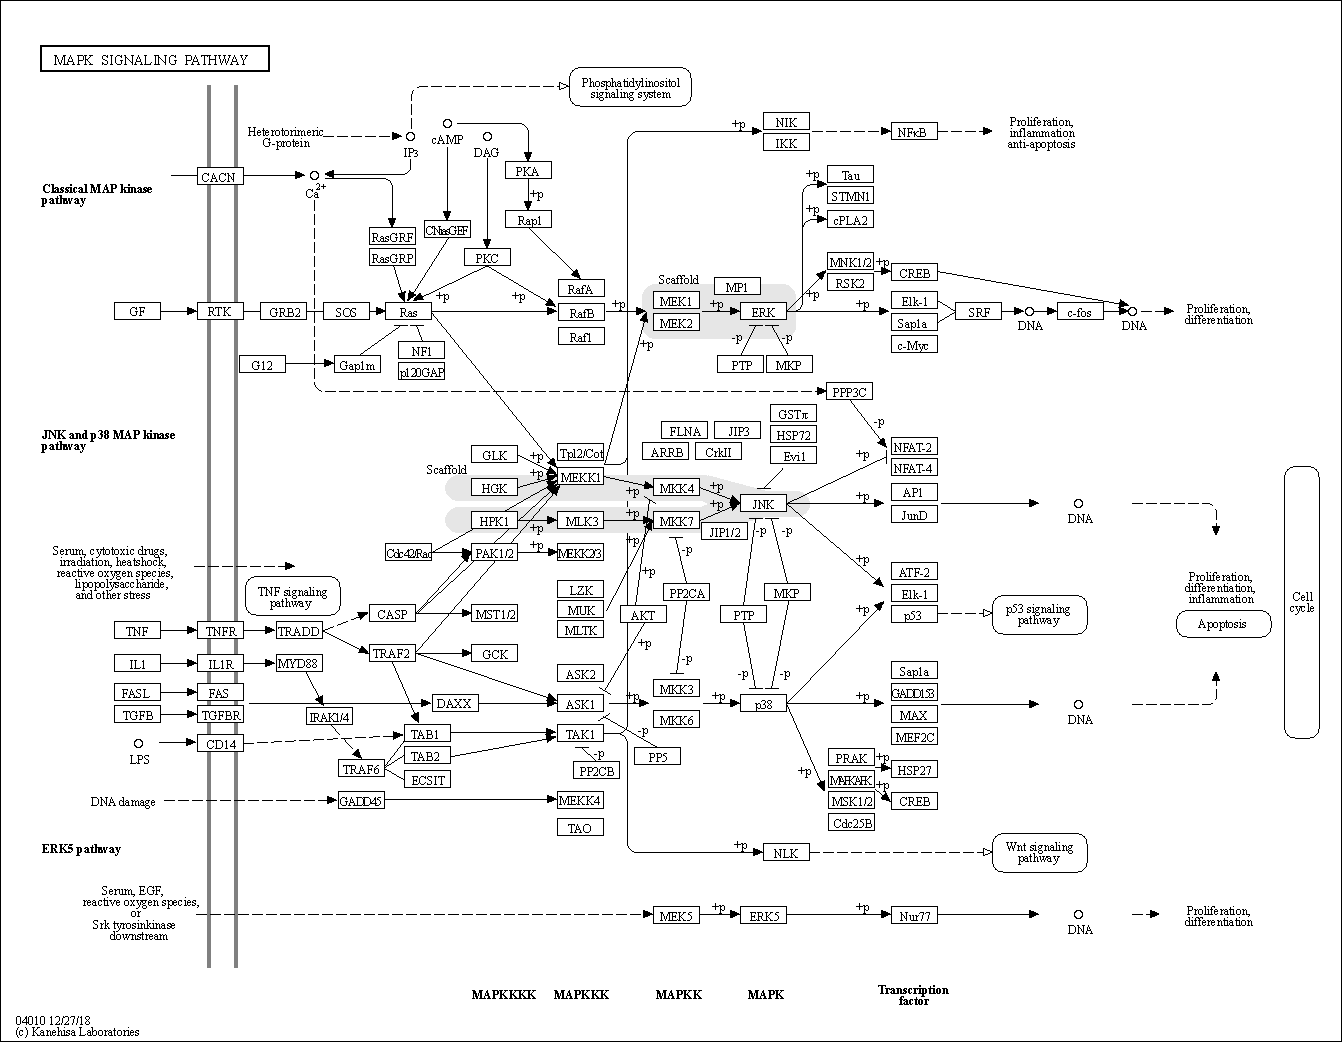 MAPK SIGNALING PATHWAY
Phosphatidylinositol
signaling system
Heterotorimeric
G-protein
IP3
cAMP
DAG
+p
NIK
IKK
NFκB
Proliferation,
inflammation
anti-apoptosis
Classical MAP kinase
pathway
CACN
Ca2+
PKA
+p
Rap1
+p
Tau
STMN1
+p
cPLA2
RasGRF
RasGRP
CNrasGEF
PKC
RafA
Scaffold
MP1
MNK1/2
RSK2
+p
+p
CREB
GF
RTK
GRB2
SOS
Ras
+p
+p
RafB
Raf1
+p
MEK1
MEK2
+p
ERK
+p
Elk-1
Sap1a
c-Myc
SRF
DNA
c-fos
DNA
Proliferation,
differentiation
G12
Gap1m
NF1
p120GAP
+p
-p
-p
PTP
MKP
PPP3C
-p
JNK and p38 MAP kinase
pathway
Scaffold
GLK
HGK
HPK1
PAK1/2
+p
+p
+p
+p
Tpl2/Cot
MEKK1
MLK3
MEKK2/3
FLNA
JIP3
ARRB
CrkII
GSTπ
HSP72
Evi1
NFAT-2
NFAT-4
+p
+p
+p
+p
MKK4
MKK7
+p
+p
JNK
JIP1/2
+p
+p
AP1
JunD
DNA
Cell
cycle
Serum, cytotoxic drugs,
irradiation, heatshock,
reactive oxygen species,
lipopolysaccharide,
and other stress
TNF signaling
pathway
Cdc42/Rac
CASP
MST1/2
LZK
MUK
MLTK
+p
AKT
+p
-p
PP2CA
-p
-p
-p
PTP
MKP
-p
-p
ATF-2
Elk-1
p53
+p
p53 signaling
pathway
Proliferation,
differentiation,
inflammation
Apoptosis
TNF
TNFR
TRADD
IL1
IL1R
MYD88
TRAF2
GCK
FASL
FAS
DAXX
ASK2
ASK1
+p
MKK3
MKK6
+p
p38
+p
Sap1a
GADD153
MAX
MEF2C
DNA
TGFB
TGFBR
IRAK1/4
LPS
CD14
TAB1
TAK1
-p
PP5
TRAF6
TAB2
ECSIT
-p
PP2CB
+p
PRAK
MAPKAPK
MSK1/2
Cdc25B
+p
+p
HSP27
CREB
DNA damage
GADD45
MEKK4
TAO
ERK5 pathway
+p
NLK
Wnt signaling
pathway
Serum, EGF,
reactive oxygen species,
or
Srk tyrosinkinase
downstream
MEK5
+p
ERK5
+p
Nur77
DNA
Proliferation,
differentiation
MAPKKKK
MAPKKK
MAPKK
MAPK
Transcription
factor
04010 12/27/18
(c) Kanehisa Laboratories